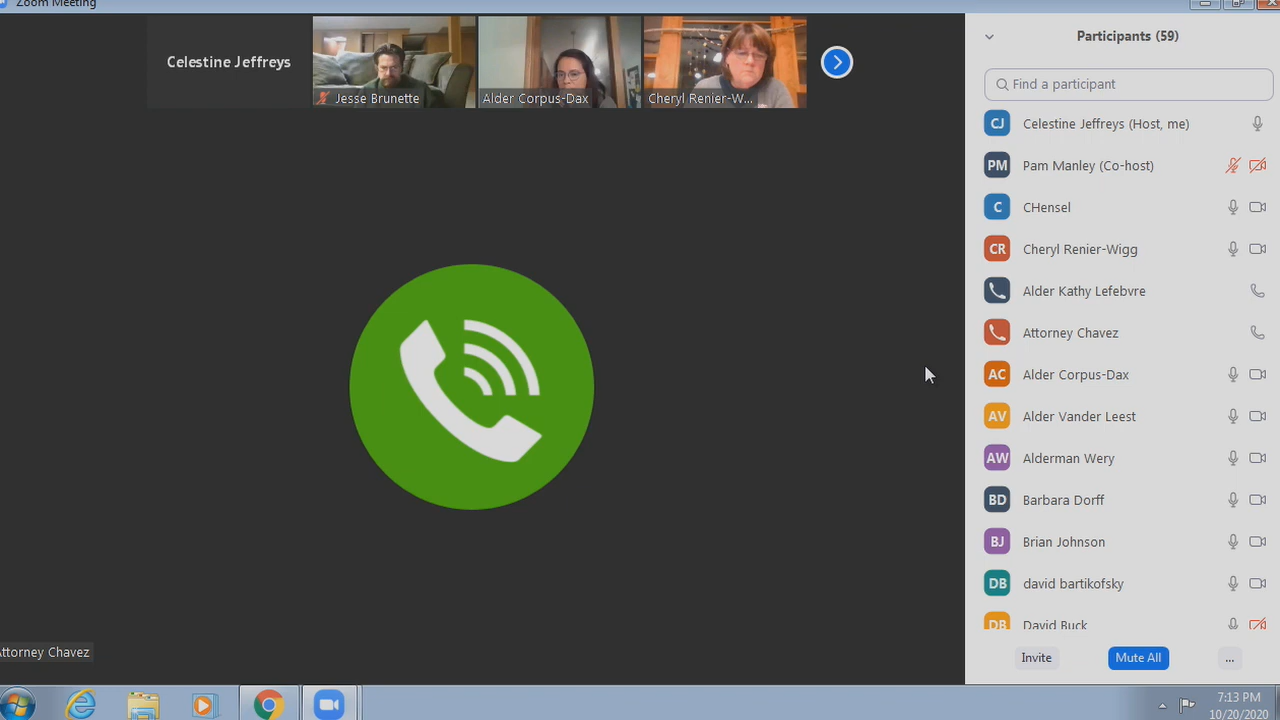 Zoom Meeting
Celestine Jeffreys
Jesse Brunette
Alder Corpus-Dax
Cheryl Renier-W...
Attorney Chavez
Participants (59)
Find a participant
CJ Celestine Jeffreys (Host, me)
PM Pam Manley (Co-host)
C CHensel
CR Cheryl Renier-Wigg
Alder Kathy Lefebvre
Attorney Chavez
AC Alder Corpus-Dax
AV Alder Vander Leest
AW Alderman Wery
BD Barbara Dorff
BJ Brian Johnson
DB david bartikofsky
DB David Buck
Invite Mute All ...
7:13 PM
10/20/2020